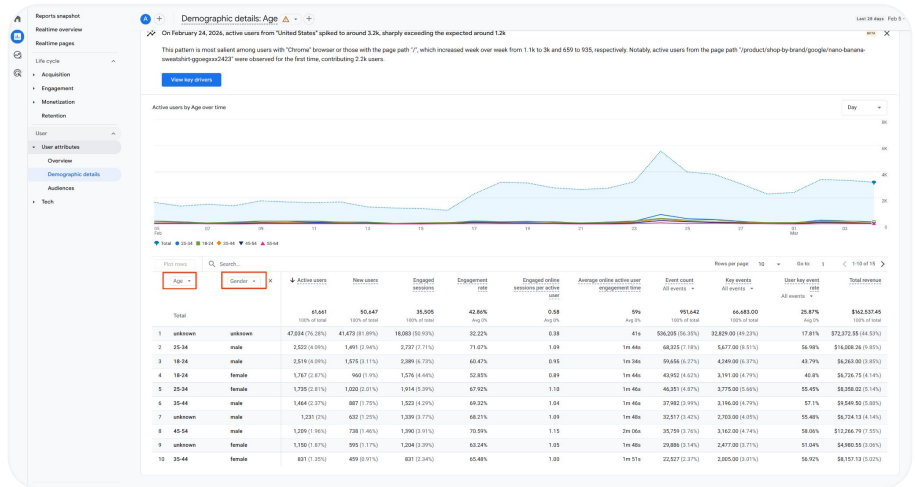 Reports snapshot
Realtime overview
Realtime pages
Life cycle
Acquisition
Engagement
Monetization
Retention
User
User attributes
Overview
Demographic details
Audiences
Tech
A
Demographic details: Age
Last 28 days Feb 5 -
On February 24, 2026, active users from "United States" spiked to around 3.2k, sharply exceeding the expected around 1.2k
This pattern is most salient among users with "Chrome" browser or those with the page path "/", which increased week over week from 1.1k to 3k and 659 to 935, respectively. Notably, active users from the page path "/product/shop-by-brand/google/nano-banana-
sweatshirt-ggoegxxx2423" were observed for the first time, contributing 2.2k users.
View key drivers
Active users by Age over time
Day
8K
6K
4K
2K
0
05 Feb 07 09 11 13 15 17 19 21 23 25 27 01 Mar 03
Total 25-34 18-24 35-44 45-54 55-64
Plot rows Search... Rows per page: 10 Go to: 1 1-10 of 15
Age Gender Active users New users Engaged sessions Engagement rate Engaged online sessions per active user Average online active user engagement time Event count All events Key events All events User key event rate All events Total revenue
Total 61,661 50,647 35,505 42.86% 0.58 59s 951,642 66,683.00 25.87% $162,537.45
100% of total 100% of total 100% of total Avg 0% Avg 0% Avg 0% 100% of total 100% of total Avg 0% 100% of total
1 unknown unknown 47,034 (76.28%) 41,473 (81.89%) 18,083 (50.93%) 32.22% 0.38 41s 536,205 (56.35%) 32,829.00 (49.23%) 17.81% $72,372.55 (44.53%)
2 25-34 male 2,522 (4.09%) 1,491 (2.94%) 2,737 (7.71%) 71.07% 1.09 1m 44s 68,325 (7.18%) 5,677.00 (8.51%) 56.98% $16,008.26 (9.85%)
3 18-24 male 2,519 (4.09%) 1,575 (3.11%) 2,389 (6.73%) 60.47% 0.95 1m 34s 59,656 (6.27%) 4,249.00 (6.37%) 43.79% $6,263.00 (3.85%)
4 18-24 female 1,767 (2.87%) 960 (1.9%) 1,576 (4.44%) 52.85% 0.89 1m 44s 43,952 (4.62%) 3,191.00 (4.79%) 40.8% $6,726.75 (4.14%)
5 25-34 female 1,735 (2.81%) 1,020 (2.01%) 1,914 (5.39%) 67.92% 1.10 1m 46s 46,351 (4.87%) 3,775.00 (5.66%) 55.45% $8,358.02 (5.14%)
6 35-44 male 1,464 (2.37%) 887 (1.75%) 1,523 (4.29%) 69.32% 1.04 1m 46s 37,982 (3.99%) 3,196.00 (4.79%) 57.1% $9,549.50 (5.88%)
7 unknown male 1,231 (2%) 632 (1.25%) 1,339 (3.77%) 68.21% 1.09 1m 48s 32,517 (3.42%) 2,703.00 (4.05%) 55.48% $6,724.13 (4.14%)
8 45-54 male 1,209 (1.96%) 738 (1.46%) 1,390 (3.91%) 70.59% 1.15 2m 06s 35,759 (3.76%) 3,162.00 (4.74%) 58.06% $12,266.79 (7.55%)
9 unknown female 1,150 (1.87%) 595 (1.17%) 1,204 (3.39%) 63.24% 1.05 1m 48s 29,886 (3.14%) 2,477.00 (3.71%) 51.04% $4,980.55 (3.06%)
10 35-44 female 831 (1.35%) 459 (0.91%) 831 (2.34%) 65.48% 1.00 1m 51s 22,527 (2.37%) 2,005.00 (3.01%) 56.92% $8,157.13 (5.02%)